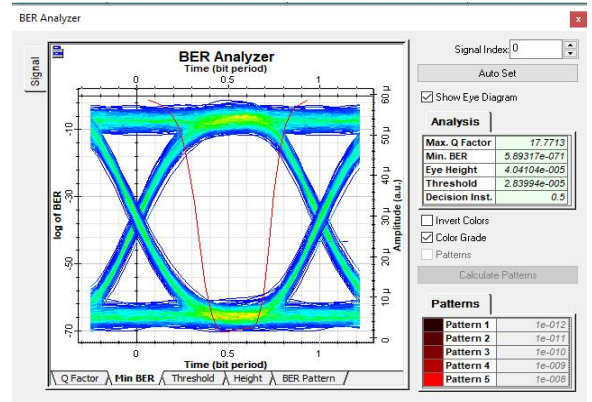 BER Analyzer
Signal Index: 0
Signal
BER Analyzer
Time (bit period)
0 0.5 1
Auto Set
Show Eye Diagram
Analysis
Max. Q Factor 17.7713
Min. BER 5.89317e-071
Eye Height 4.04104e-005
Threshold 2.83994e-005
Decision Inst. 0.5
Invert Colors
Color Grade
Patterns
Calculate Patterns
Patterns
Pattern 1 1e-012
Pattern 2 1e-011
Pattern 3 1e-010
Pattern 4 1e-009
Pattern 5 1e-008
log of BER
-10
-30
-50
-70
Amplitude (a.u.)
60 µ
50 µ
40 µ
30 µ
20 µ
10 µ
0
0 0.5 1
Time (bit period)
Q Factor Min BER Threshold Height BER Pattern